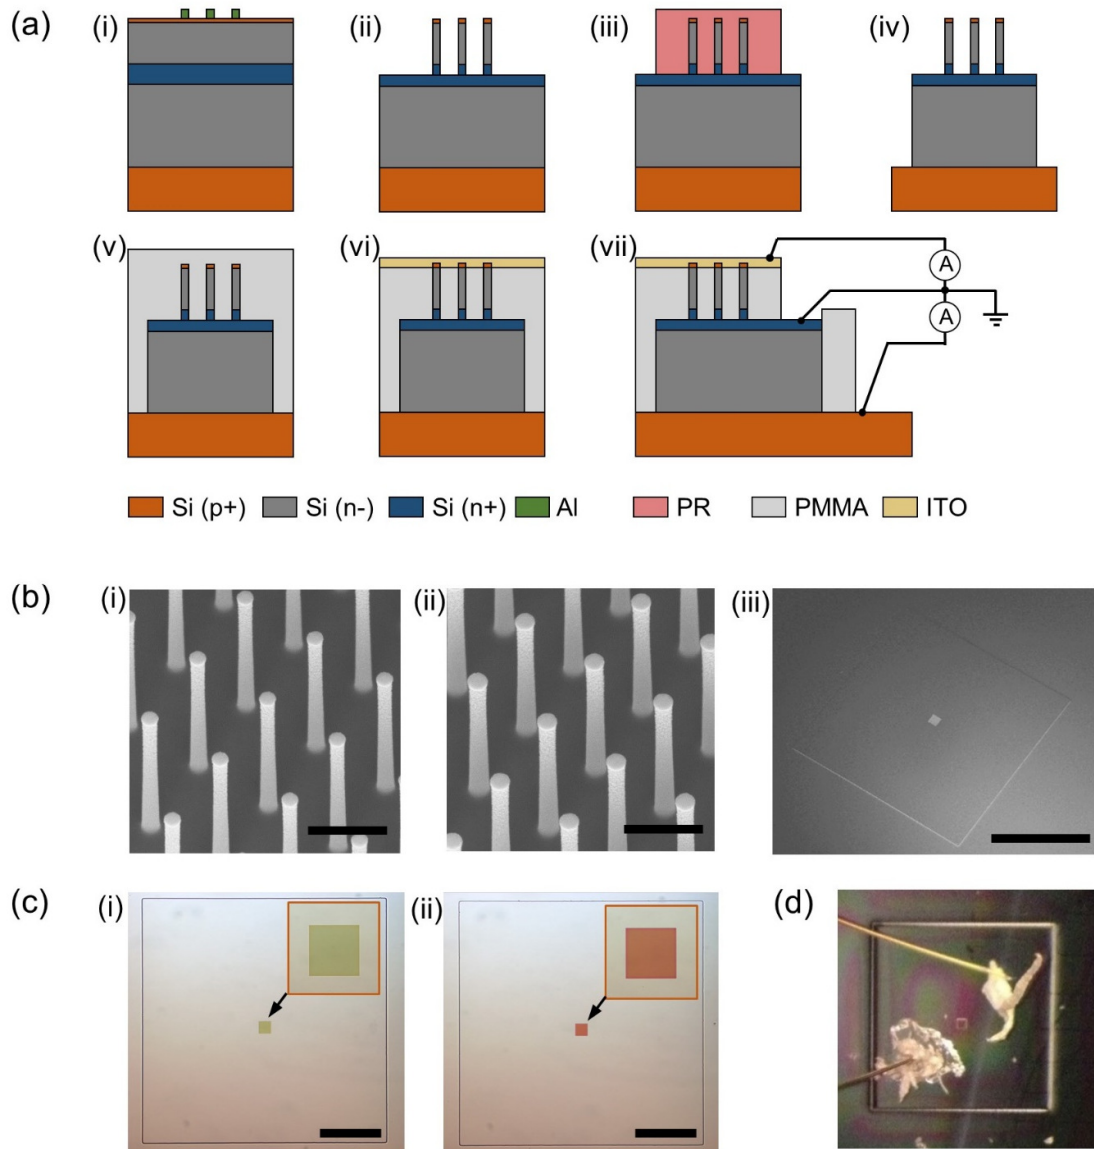 (a) (i) (ii) (iii) (iv)
(v) (vi) (vii) A
A
Si (p+) Si (n-) Si (n+) Al PR PMMA ITO
(b) (i) (ii) (iii)
(c) (i) (ii) (d)